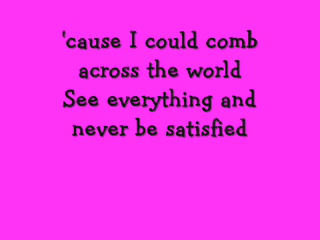 'cause I could comb
across the world
See everything and
never be satisfied